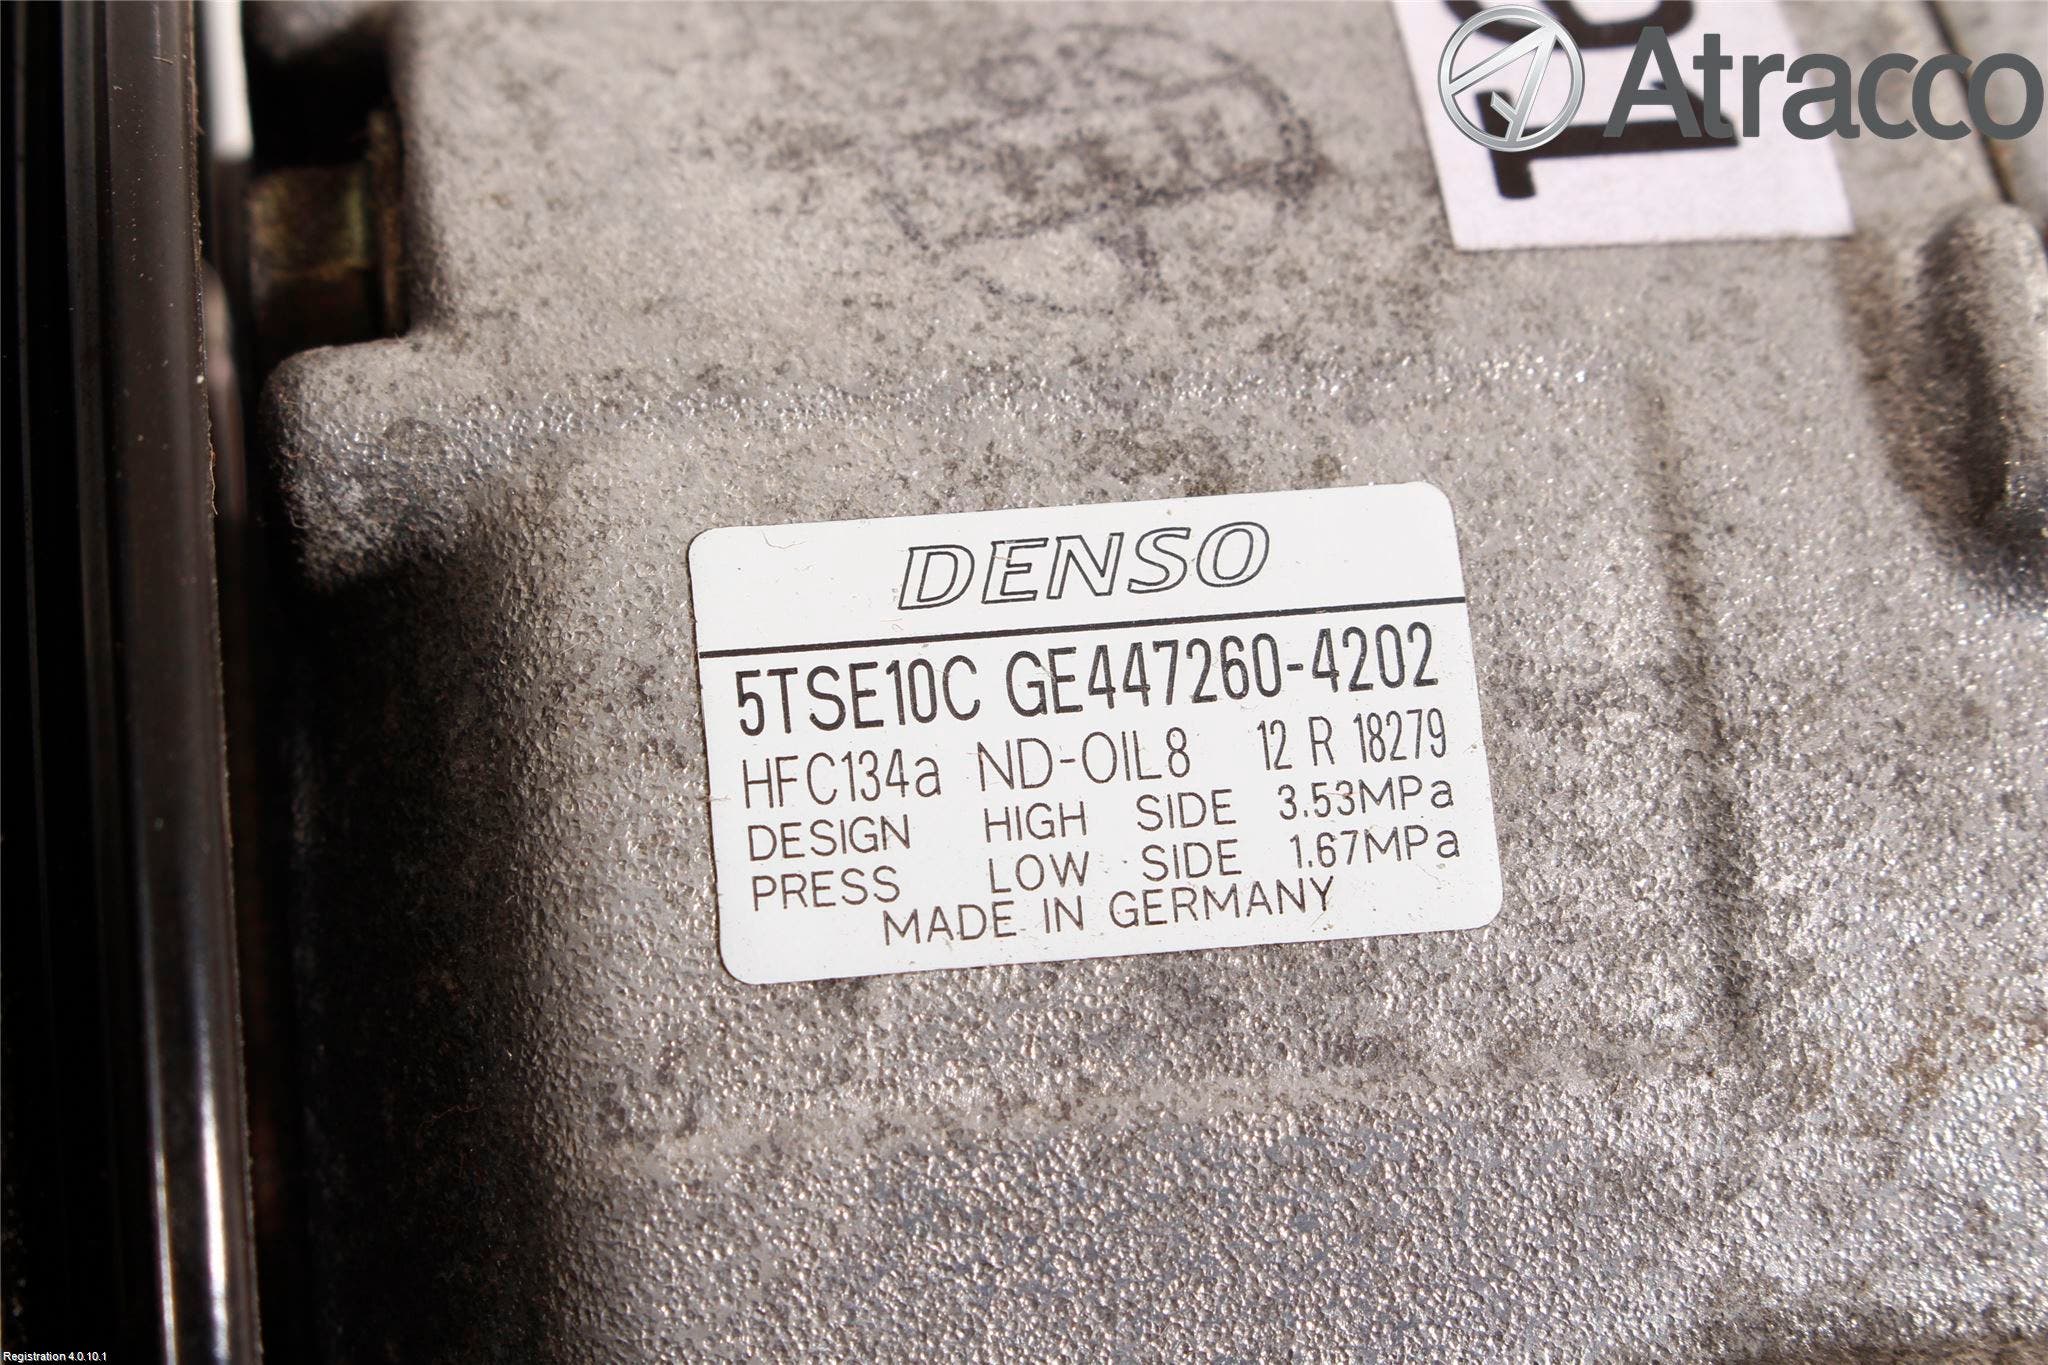 Atracco
DENSO
5TSE10C GE447260-4202
HFC134a ND-OIL8 12 R 18279
DESIGN HIGH SIDE 3.53MPa
PRESS LOW SIDE 1.67MPa
MADE IN GERMANY
Registration 4.0.10.1